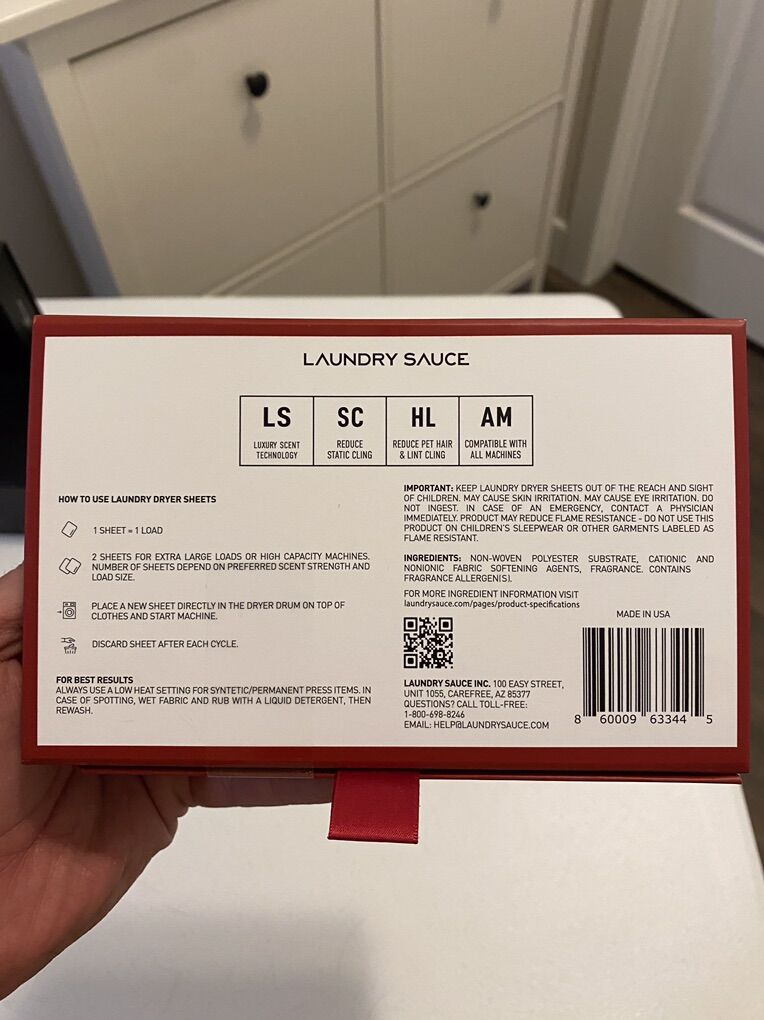 LAUNDRY SAUCE
LS
LUXURY SCENT
TECHNOLOGY
SC
REDUCE
STATIC CLING
HL
REDUCE PET HAIR
& LINT CLING
AM
COMPATIBLE WITH
ALL MACHINES
HOW TO USE LAUNDRY DRYER SHEETS
1 SHEET = 1 LOAD
2 SHEETS FOR EXTRA LARGE LOADS OR HIGH CAPACITY MACHINES.
NUMBER OF SHEETS DEPEND ON PREFERRED SCENT STRENGTH AND
LOAD SIZE.
PLACE A NEW SHEET DIRECTLY IN THE DRYER DRUM ON TOP OF
CLOTHES AND START MACHINE.
DISCARD SHEET AFTER EACH CYCLE.
FOR BEST RESULTS
ALWAYS USE A LOW HEAT SETTING FOR SYNTETIC/PERMANENT PRESS ITEMS. IN
CASE OF SPOTTING, WET FABRIC AND RUB WITH A LIQUID DETERGENT, THEN
REWASH.
IMPORTANT: KEEP LAUNDRY DRYER SHEETS OUT OF THE REACH AND SIGHT
OF CHILDREN. MAY CAUSE SKIN IRRITATION. MAY CAUSE EYE IRRITATION. DO
NOT INGEST. IN CASE OF AN EMERGENCY, CONTACT A PHYSICIAN
IMMEDIATELY. PRODUCT MAY REDUCE FLAME RESISTANCE - DO NOT USE THIS
PRODUCT ON CHILDREN'S SLEEPWEAR OR OTHER GARMENTS LABELED AS
FLAME RESISTANT.
INGREDIENTS: NON-WOVEN POLYESTER SUBSTRATE, CATIONIC AND
NONIONIC FABRIC SOFTENING AGENTS, FRAGRANCE. CONTAINS
FRAGRANCE ALLERGEN(S).
FOR MORE INGREDIENT INFORMATION VISIT
laundrysauce.com/pages/product-specifications
LAUNDRY SAUCE INC. 100 EASY STREET,
UNIT 1055, CAREFREE, AZ 85377
QUESTIONS? CALL TOLL-FREE:
1-800-698-8246
EMAIL: HELP@LAUNDRYSAUCE.COM
MADE IN USA
8 60009 63344 5